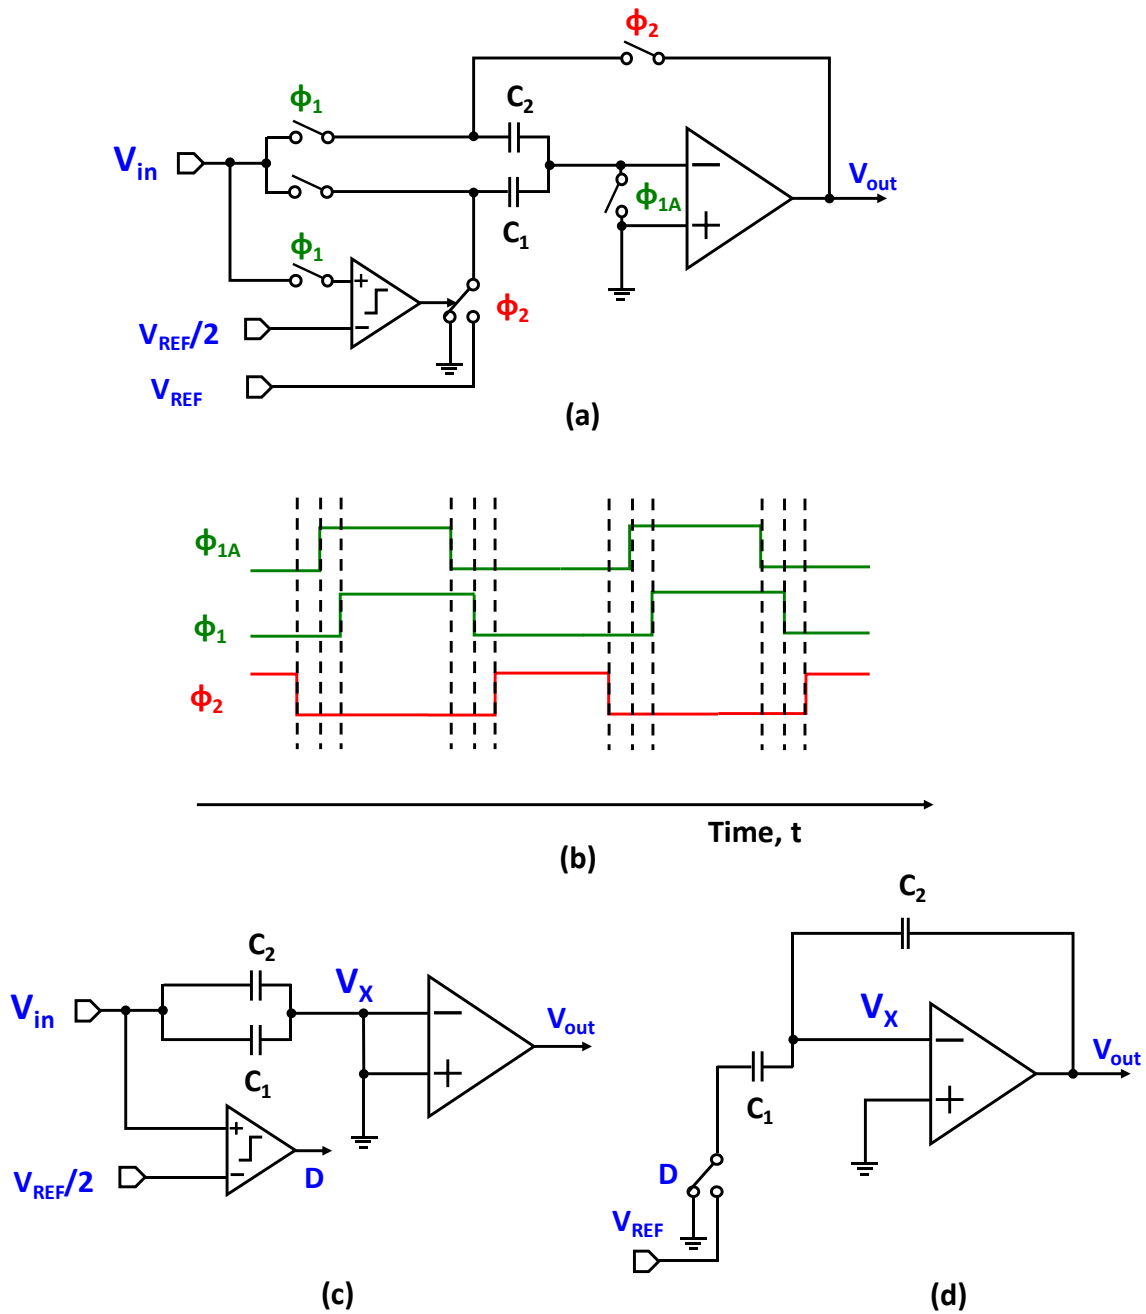 ϕ2
ϕ1
C2
Vin
Vout
ϕ1A
C1
ϕ1
ϕ2
VREF/2
VREF
(a)
ϕ1A
ϕ1
ϕ2
Time, t
(b)
C2
C2
Vin
VX
Vout
C1
VX
Vout
C1
VREF/2
D
D
VREF
(c)
(d)